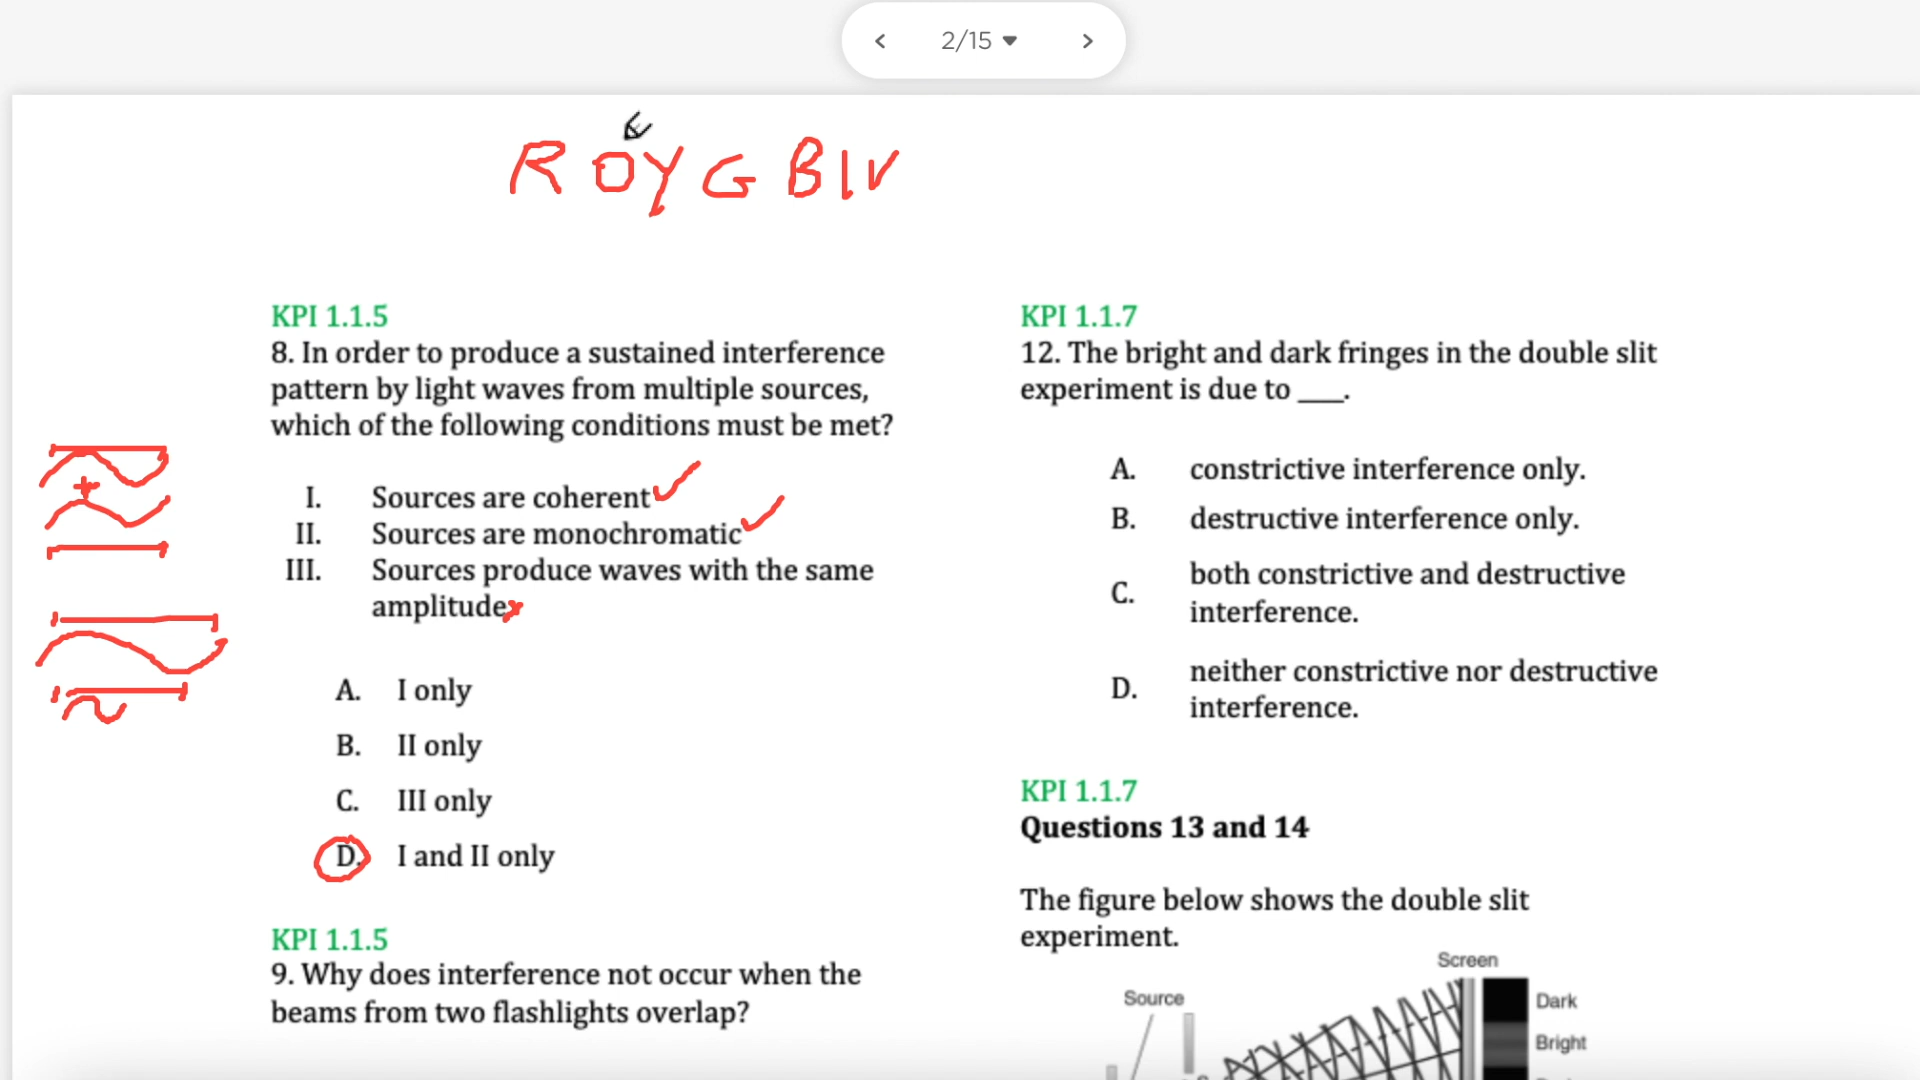 2/15
ROYGBIV
KPI 1.1.5
8. In order to produce a sustained interference
pattern by light waves from multiple sources,
which of the following conditions must be met?
I. Sources are coherent
II. Sources are monochromatic
III. Sources produce waves with the same
amplitude
A. I only
B. II only
C. III only
D. I and II only
KPI 1.1.5
9. Why does interference not occur when the
beams from two flashlights overlap?
KPI 1.1.7
12. The bright and dark fringes in the double slit
experiment is due to ___.
A. constrictive interference only.
B. destructive interference only.
C. both constrictive and destructive
interference.
D. neither constrictive nor destructive
interference.
KPI 1.1.7
Questions 13 and 14
The figure below shows the double slit
experiment.
Screen
Source
Dark
Bright